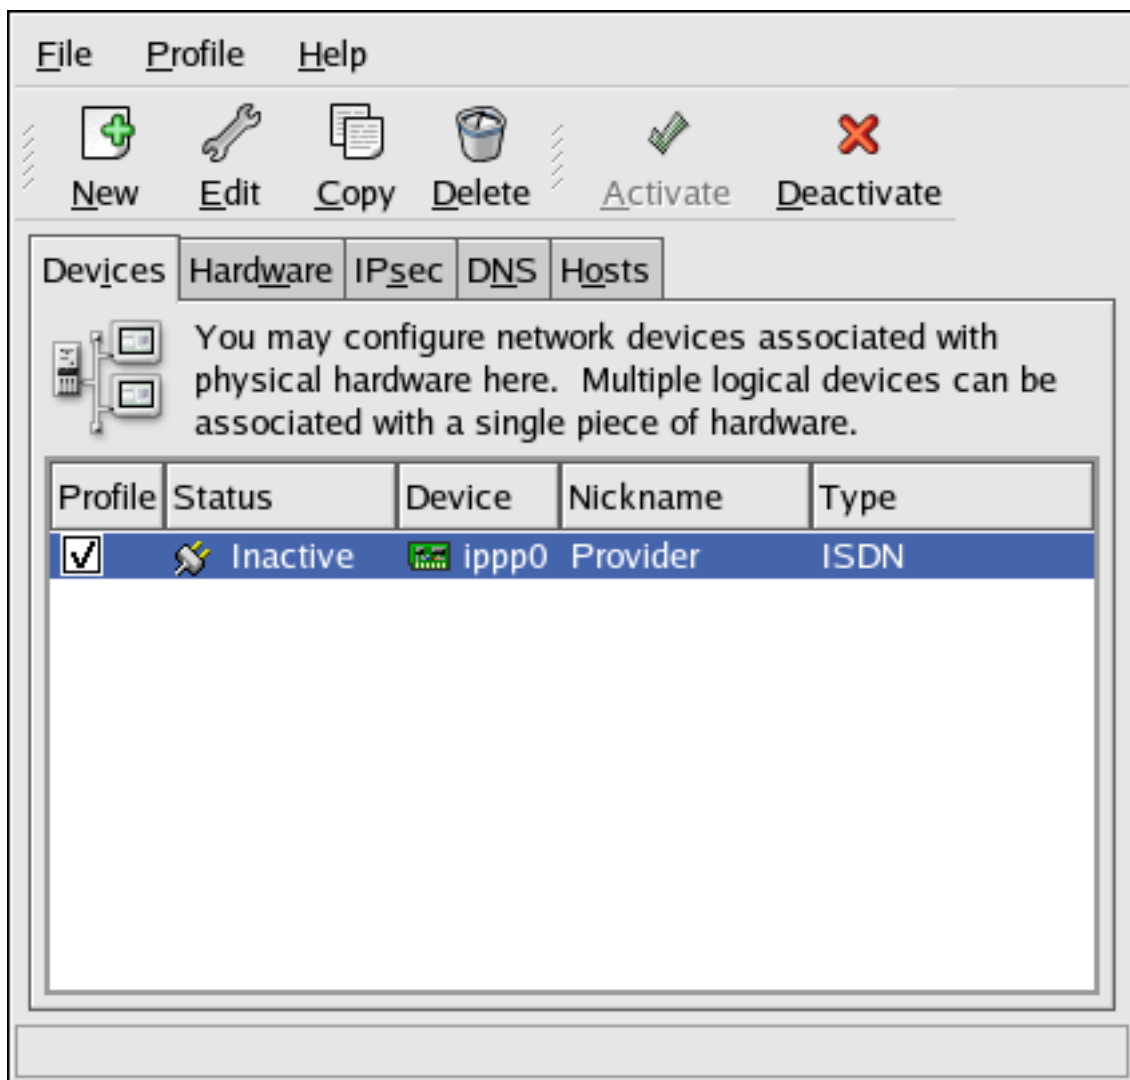 File Profile Help
New Edit Copy Delete Activate Deactivate
Devices Hardware IPsec DNS Hosts
You may configure network devices associated with
physical hardware here.  Multiple logical devices can be
associated with a single piece of hardware.
Profile Status Device Nickname Type
Inactive ippp0 Provider ISDN